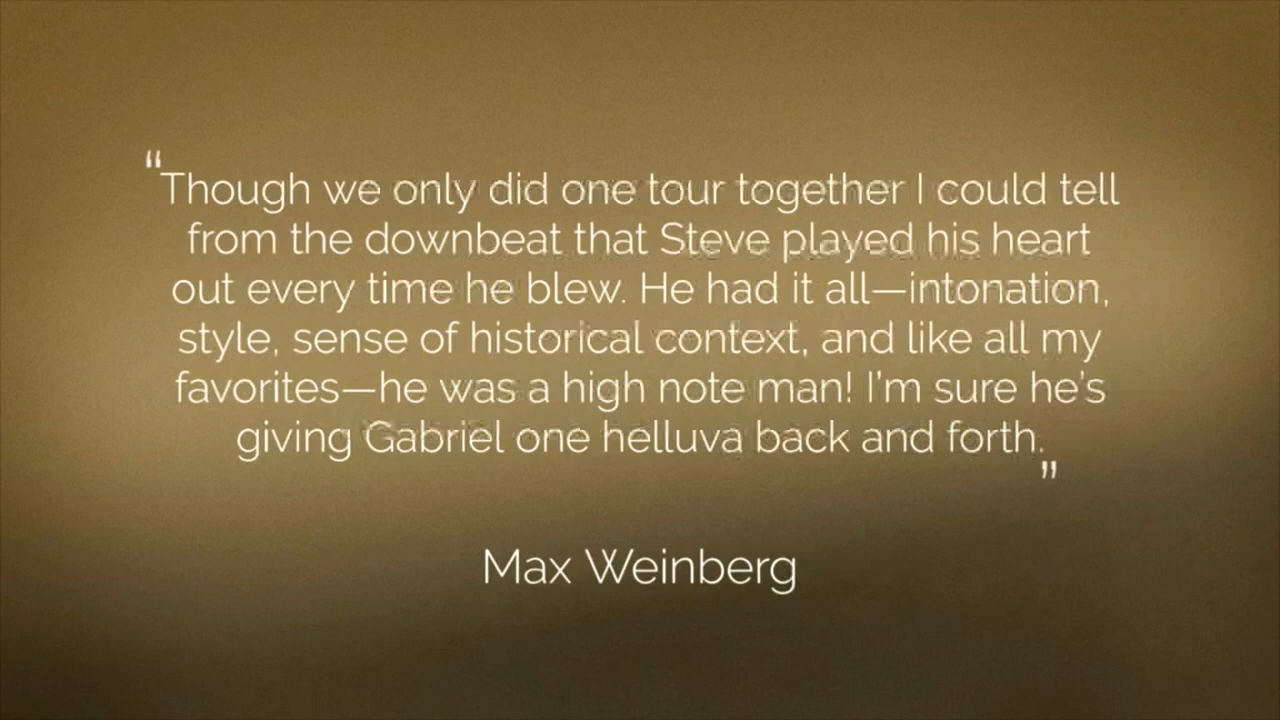 “Though we only did one tour together I could tell
from the downbeat that Steve played his heart
out every time he blew. He had it all—intonation,
style, sense of historical context, and like all my
favorites—he was a high note man! I’m sure he’s
giving Gabriel one helluva back and forth.”
Max Weinberg